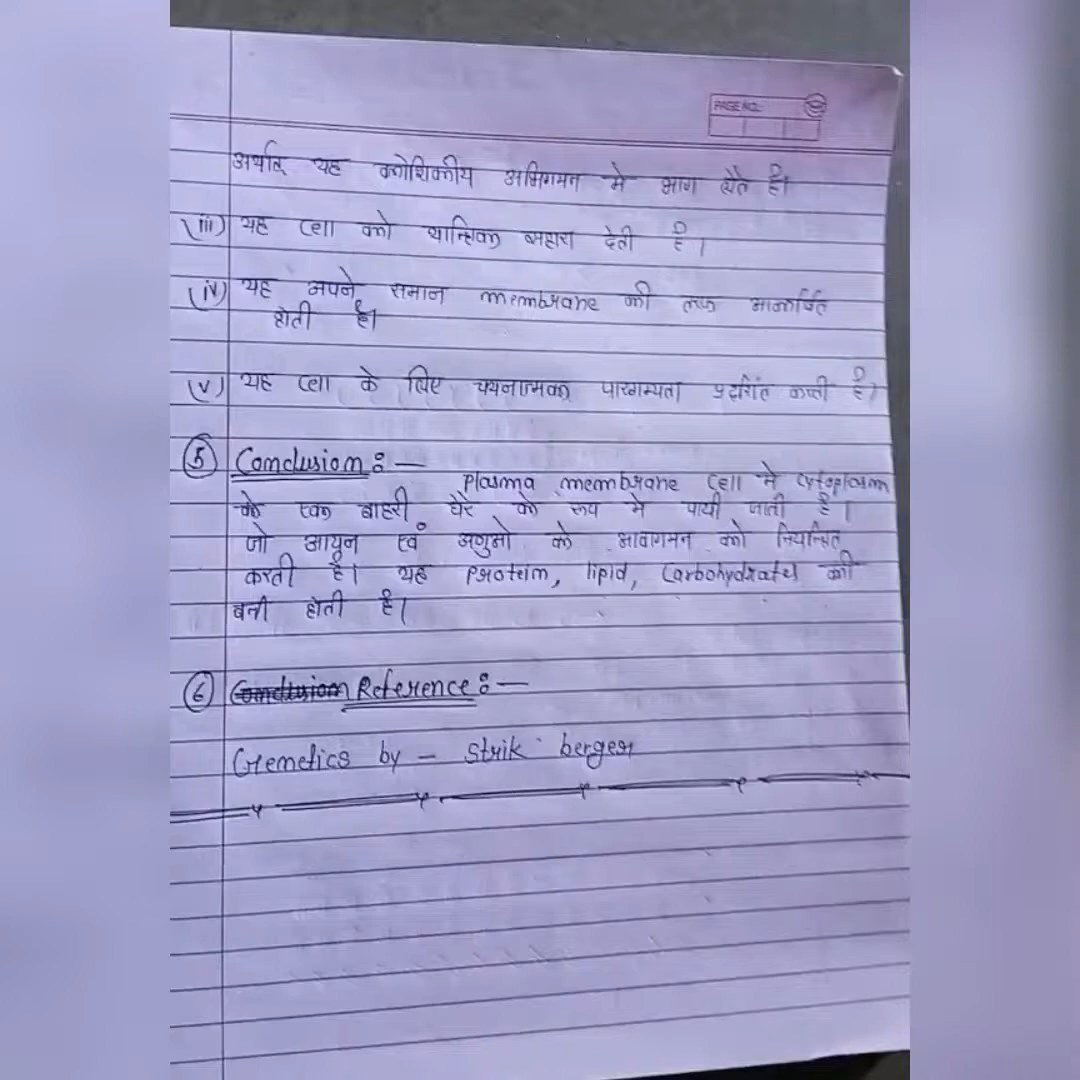 PAGE NO.:
अर्थात् यह कोशिकीय अभिगमन मे भाग लेते है।
(iii) यह cell को यान्त्रिक सहारा देती है।
(iv) यह अपने समान membrane की तरफ आकर्षित
होती है।
(v) यह cell के लिए चयनात्मक पारगम्यता प्रदर्शित करती है।
5 Conclusion :-
Plasma membrane cell मे cytoplasm
के एक बाहरी घेरे के रूप मे पायी जाती है।
जो आयन एवं अणुओ के आवागमन को नियन्त्रित
करती है। यह protein, lipid, carbohydrates की
बनी होती है।
6 Conclusion Reference :-
Genetics by - Strik berger